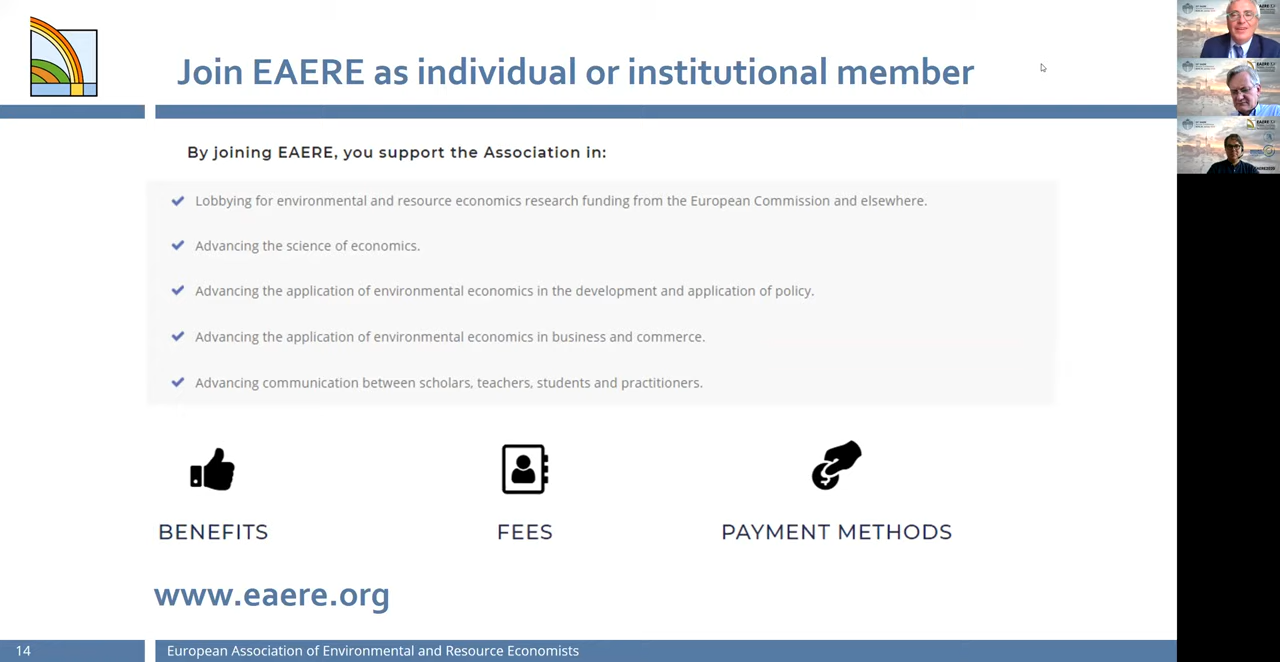 Join EAERE as individual or institutional member
By joining EAERE, you support the Association in:
Lobbying for environmental and resource economics research funding from the European Commission and elsewhere.
Advancing the science of economics.
Advancing the application of environmental economics in the development and application of policy.
Advancing the application of environmental economics in business and commerce.
Advancing communication between scholars, teachers, students and practitioners.
BENEFITS
FEES
PAYMENT METHODS
www.eaere.org
14
European Association of Environmental and Resource Economists